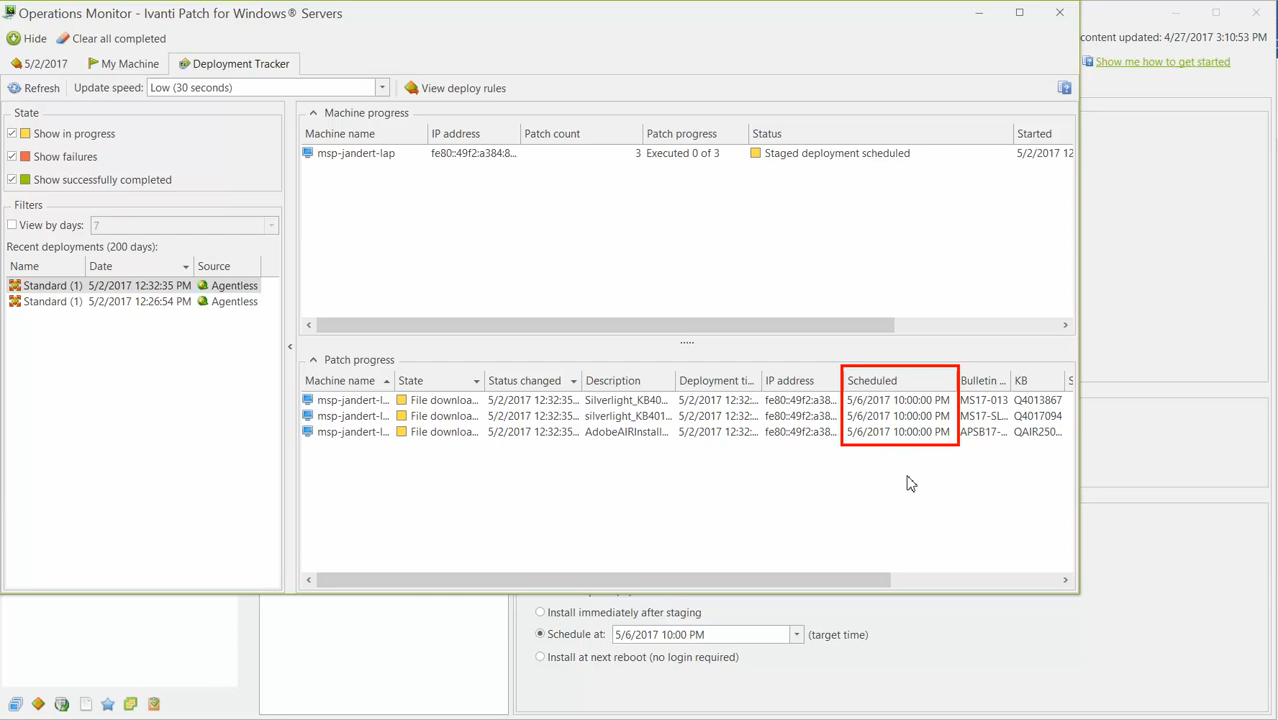 Operations Monitor - Ivanti Patch for Windows® Servers
content updated: 4/27/2017 3:10:53 PM
Hide Clear all completed
Show me how to get started
5/2/2017 My Machine Deployment Tracker
Refresh Update speed: Low (30 seconds) View deploy rules
State
Show in progress
Show failures
Show successfully completed
Filters
View by days: 7
Recent deployments (200 days):
Name Date Source
Standard (1) 5/2/2017 12:32:35 PM Agentless
Standard (1) 5/2/2017 12:26:54 PM Agentless
Machine progress
Machine name IP address Patch count Patch progress Status Started
msp-jandert-lap fe80::49f2:a384:8... 3 Executed 0 of 3 Staged deployment scheduled 5/2/2017 12
Patch progress
Machine name State Status changed Description Deployment ti... IP address Scheduled Bulletin ... KB S
msp-jandert-l... File downloa... 5/2/2017 12:32:35... Silverlight_KB40... 5/2/2017 12:32:... fe80::49f2:a38... 5/6/2017 10:00:00 PM MS17-013 Q4013867
msp-jandert-l... File downloa... 5/2/2017 12:32:35... silverlight_KB401... 5/2/2017 12:32:... fe80::49f2:a38... 5/6/2017 10:00:00 PM MS17-SL... Q4017094
msp-jandert-l... File downloa... 5/2/2017 12:32:35... AdobeAIRInstall... 5/2/2017 12:32:... fe80::49f2:a38... 5/6/2017 10:00:00 PM APSB17-... QAIR250...
Install immediately after staging
Schedule at: 5/6/2017 10:00 PM (target time)
Install at next reboot (no login required)